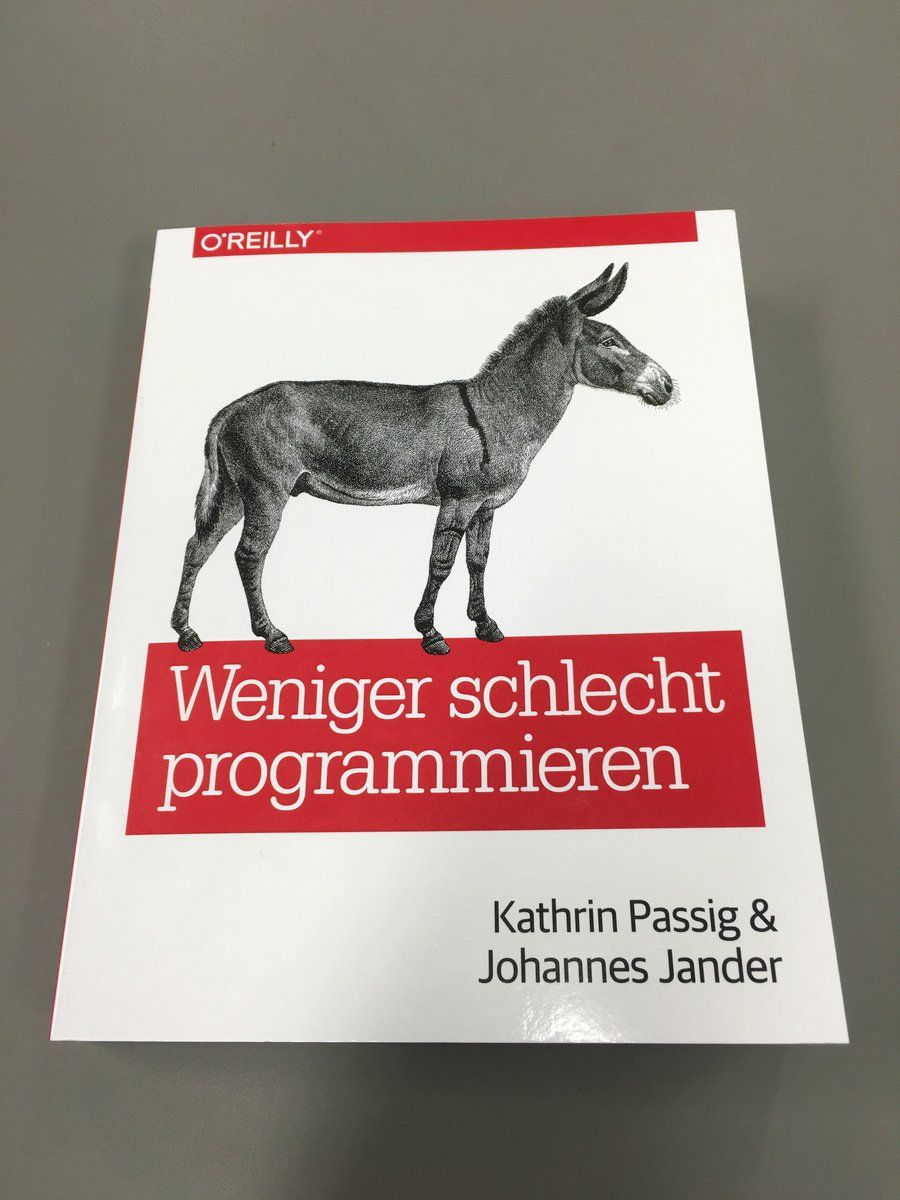 O'REILLY®
Weniger schlecht
programmieren
Kathrin Passig &
Johannes Jander